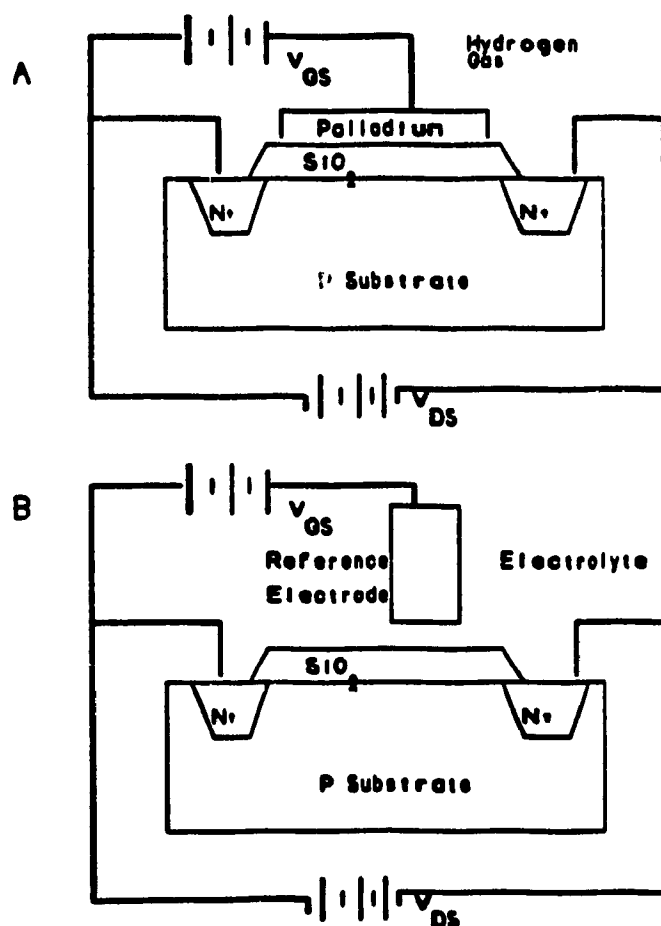 A
V
GS
Hydrogen
Gas
Palladium
SiO
2
N+
N+
Substrate
V
DS
B
V
GS
Reference
Electrode
Electrolyte
SiO
2
N+
N+
P Substrate
V
DS